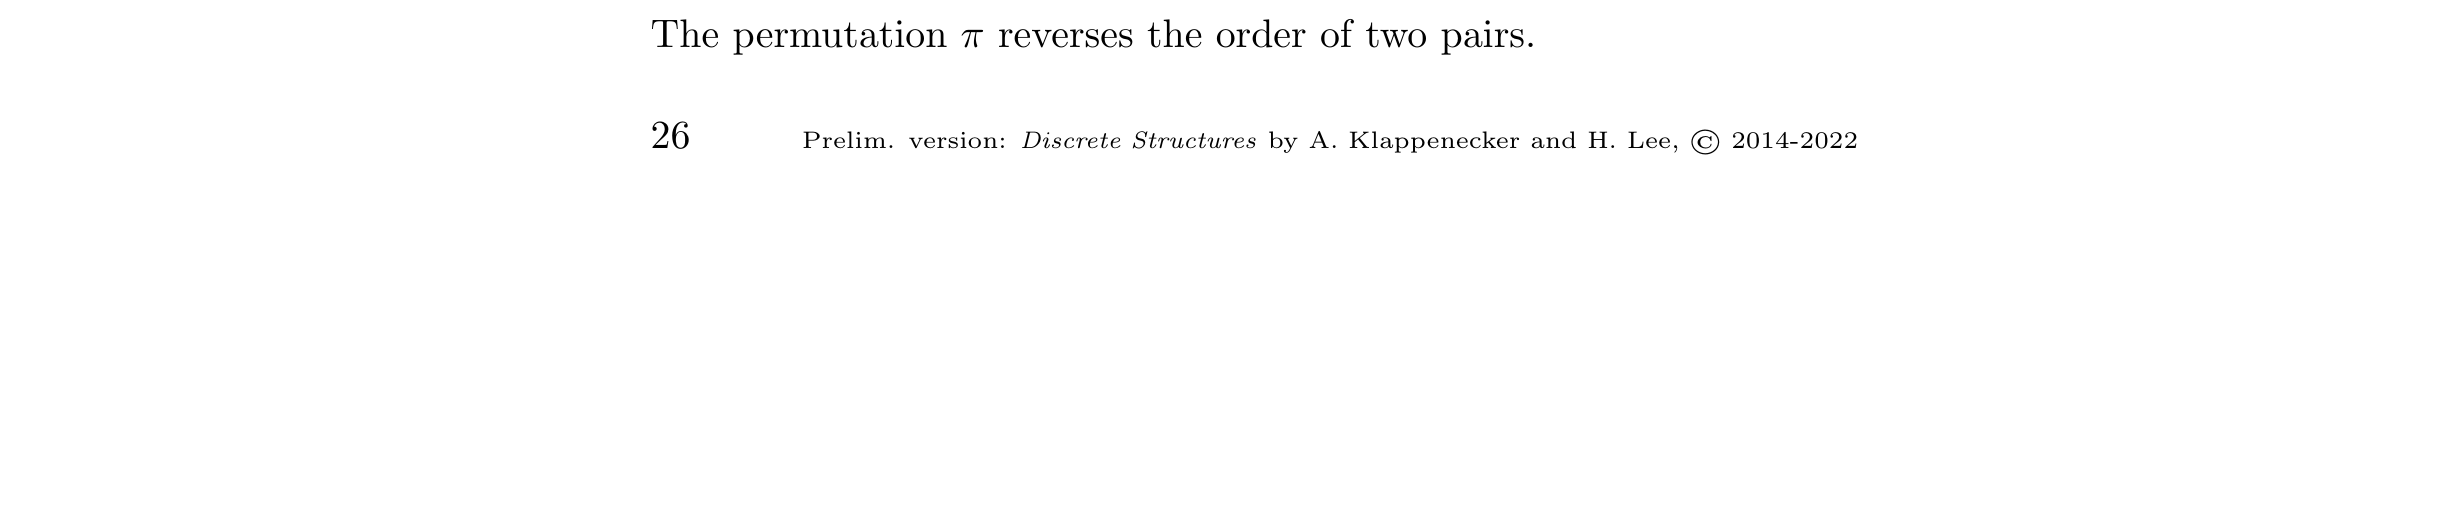 The permutation π reverses the order of two pairs.
26 Prelim. version: Discrete Structures by A. Klappenecker and H. Lee, © 2014-2022